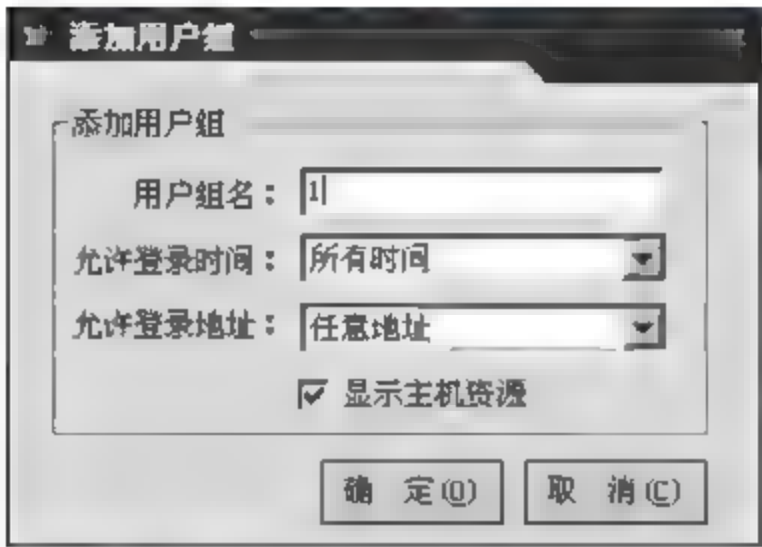 添加用户组
添加用户组
用户组名：1
允许登录时间：所有时间
允许登录地址：任意地址
显示主机资源
确 定(O) 取 消(C)